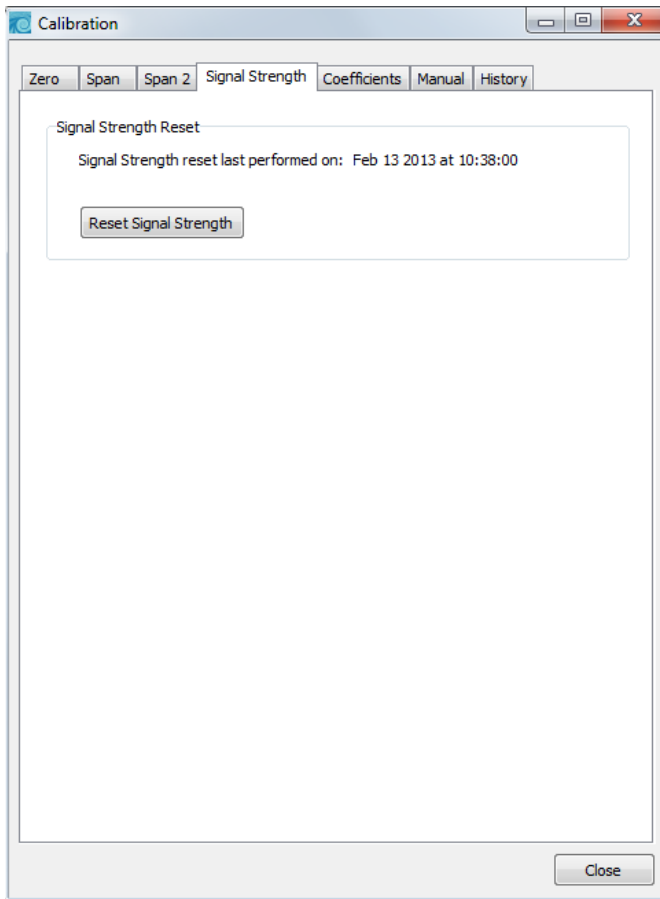 Calibration
Zero Span Span 2 Signal Strength Coefficients Manual History
Signal Strength Reset
Signal Strength reset last performed on: Feb 13 2013 at 10:38:00
Reset Signal Strength
Close